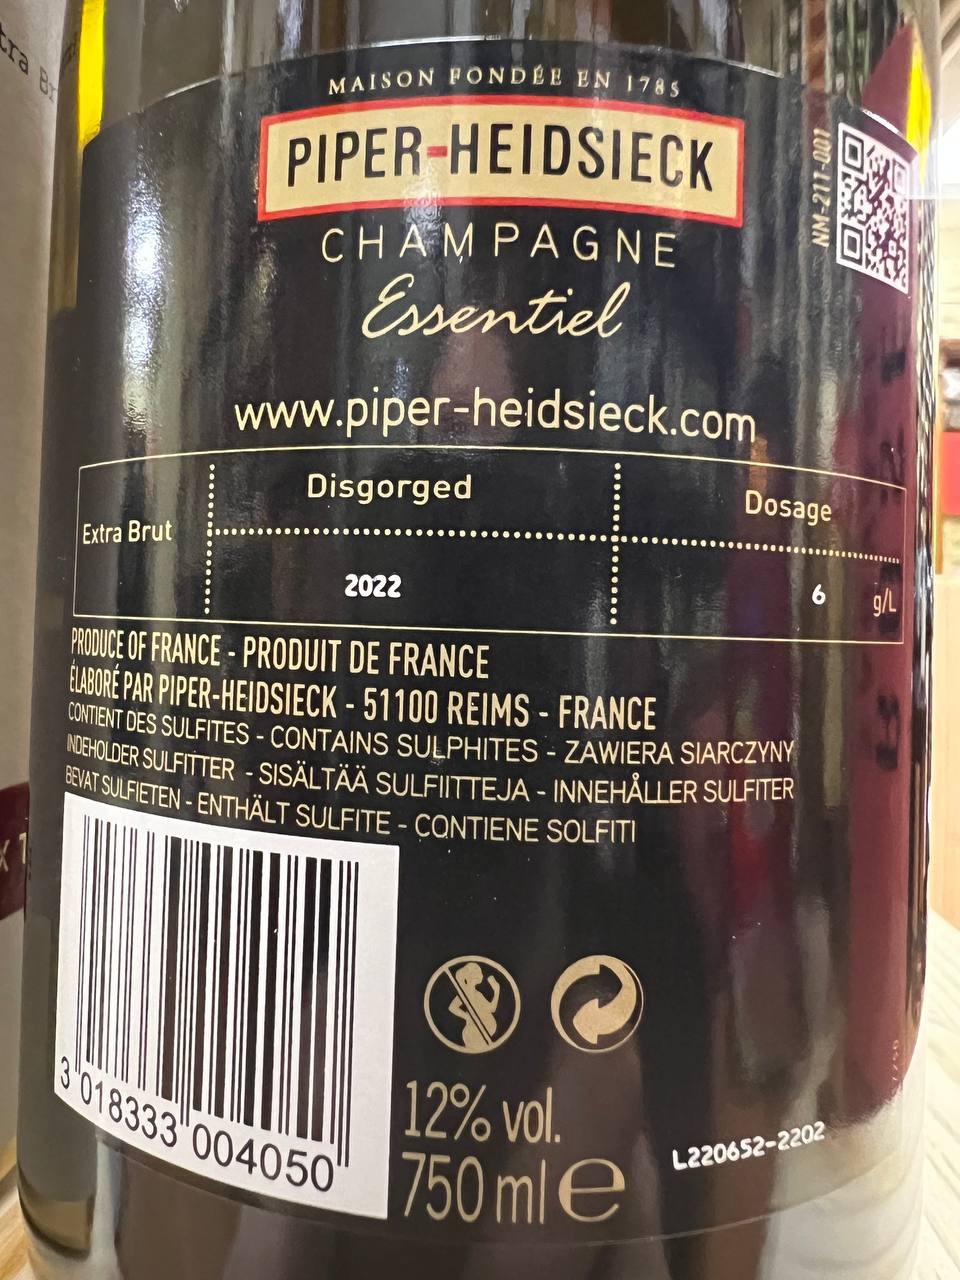 MAISON FONDÉE EN 1785
PIPER-HEIDSIECK
CHAMPAGNE
Essentiel
NM-211-001
www.piper-heidsieck.com
Extra Brut
Disgorged
Dosage
2022
6 g/L
PRODUCE OF FRANCE - PRODUIT DE FRANCE
ÉLABORÉ PAR PIPER-HEIDSIECK - 51100 REIMS - FRANCE
CONTIENT DES SULFITES - CONTAINS SULPHITES - ZAWIERA SIARCZYNY
INDEHOLDER SULFITTER - SISÄLTÄÄ SULFIITTEJA - INNEHÅLLER SULFITER
BEVAT SULFIETEN - ENTHÄLT SULFITE - CONTIENE SOLFITI
3 018333 004050
12% vol.
750 ml e
L220652-2202